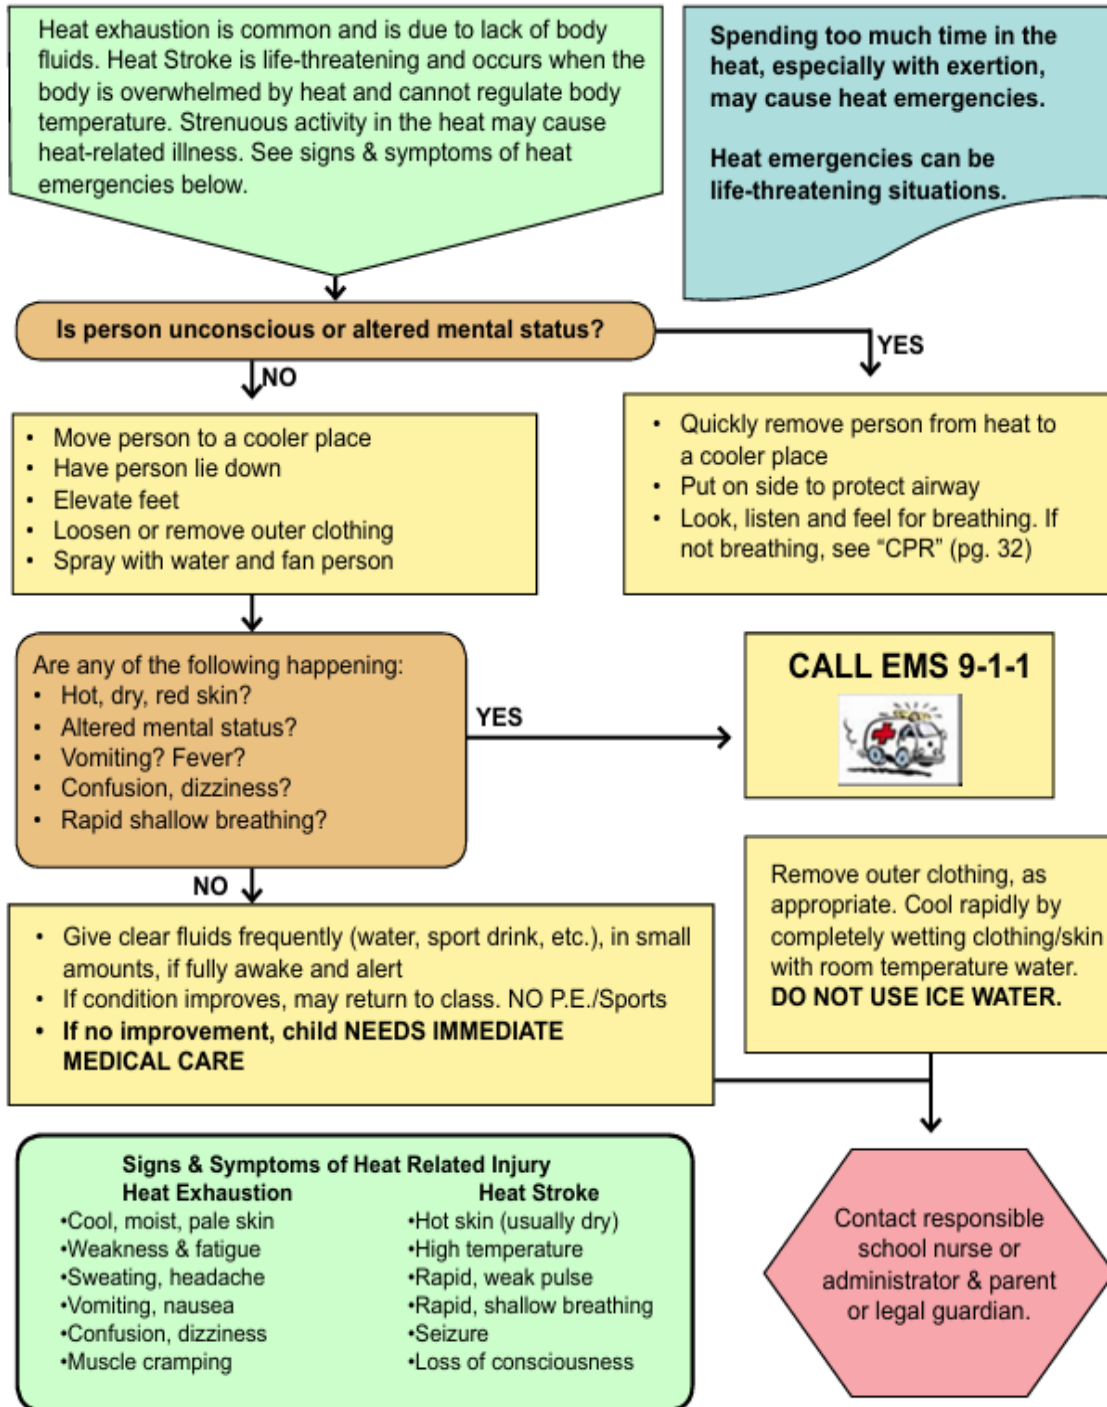 Heat exhaustion is common and is due to lack of body
fluids. Heat Stroke is life-threatening and occurs when the
body is overwhelmed by heat and cannot regulate body
temperature. Strenuous activity in the heat may cause
heat-related illness. See signs & symptoms of heat
emergencies below.
Spending too much time in the
heat, especially with exertion,
may cause heat emergencies.
Heat emergencies can be
life-threatening situations.
Is person unconscious or altered mental status?
YES
NO
• Move person to a cooler place
• Have person lie down
• Elevate feet
• Loosen or remove outer clothing
• Spray with water and fan person
• Quickly remove person from heat to
a cooler place
• Put on side to protect airway
• Look, listen and feel for breathing. If
not breathing, see “CPR” (pg. 32)
Are any of the following happening:
• Hot, dry, red skin?
• Altered mental status?
• Vomiting? Fever?
• Confusion, dizziness?
• Rapid shallow breathing?
YES
CALL EMS 9-1-1
NO
• Give clear fluids frequently (water, sport drink, etc.), in small
amounts, if fully awake and alert
• If condition improves, may return to class. NO P.E./Sports
• If no improvement, child NEEDS IMMEDIATE
MEDICAL CARE
Remove outer clothing, as
appropriate. Cool rapidly by
completely wetting clothing/skin
with room temperature water.
DO NOT USE ICE WATER.
Signs & Symptoms of Heat Related Injury
Heat Exhaustion
•Cool, moist, pale skin
•Weakness & fatigue
•Sweating, headache
•Vomiting, nausea
•Confusion, dizziness
•Muscle cramping
Heat Stroke
•Hot skin (usually dry)
•High temperature
•Rapid, weak pulse
•Rapid, shallow breathing
•Seizure
•Loss of consciousness
Contact responsible
school nurse or
administrator & parent
or legal guardian.